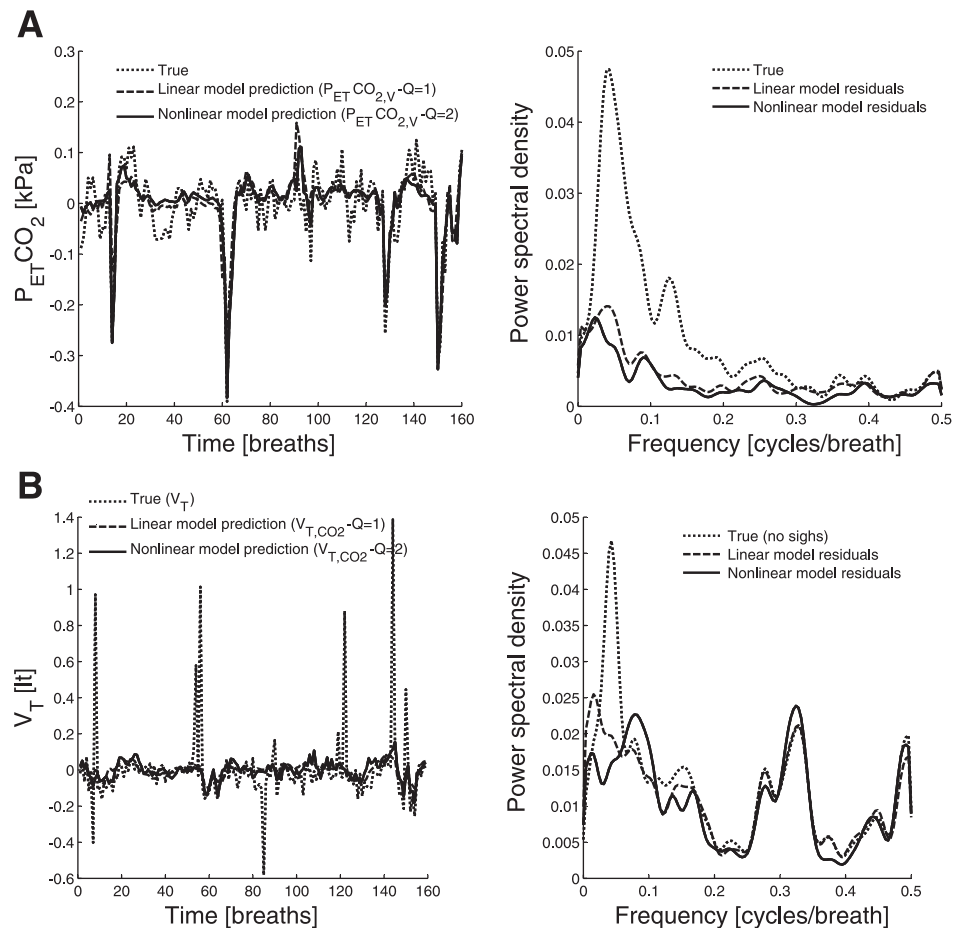 A
0.3
0.2
0.1
0
-0.1
-0.2
-0.3
-0.4
P_ETCO_2 [kPa]
True
Linear model prediction (P_ETCO_2,V-Q=1)
Nonlinear model prediction (P_ETCO_2,V-Q=2)
0 20 40 60 80 100 120 140 160
Time [breaths]
0.05
0.04
0.03
0.02
0.01
0
Power spectral density
True
Linear model residuals
Nonlinear model residuals
0 0.1 0.2 0.3 0.4 0.5
Frequency [cycles/breath]
B
True (V_T)
Linear model prediction (V_T,CO2-Q=1)
Nonlinear model prediction (V_T,CO2-Q=2)
1.4
1.2
1.0
0.8
0.6
0.4
0.2
0
-0.2
-0.4
-0.6
V_T [lt]
0 20 40 60 80 100 120 140 160
Time [breaths]
0.05
0.045
0.04
0.035
0.03
0.025
0.02
0.015
0.01
0.005
0
Power spectral density
True (no sighs)
Linear model residuals
Nonlinear model residuals
0 0.1 0.2 0.3 0.4 0.5
Frequency [cycles/breath]